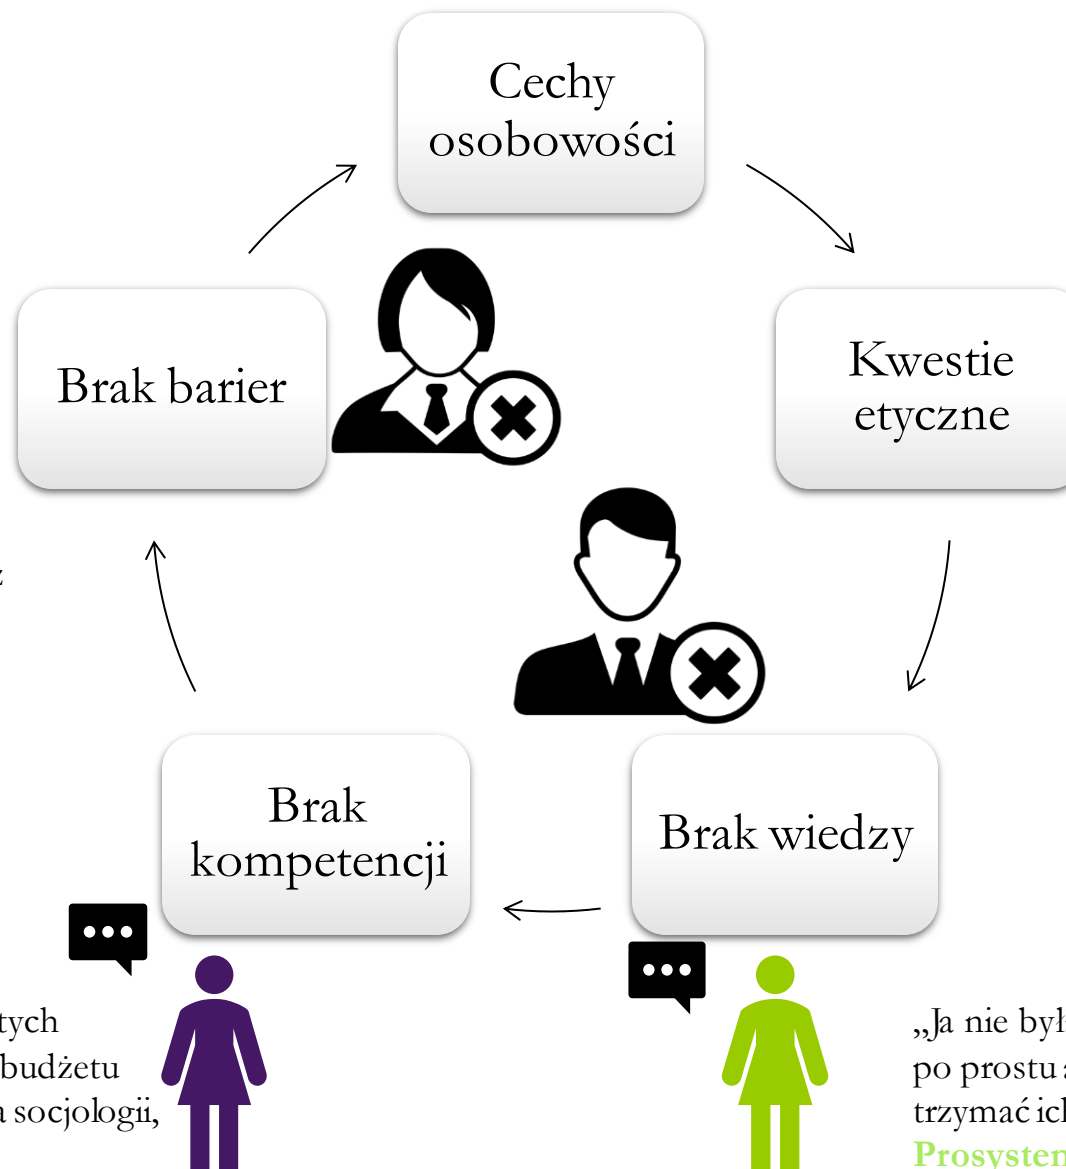 Cechy
osobowości
Kwestie
etyczne
Brak barier
z
Brak
kompetencji
Brak wiedzy
tych
budżetu
a socjologii,
„Ja nie był
po prostu a
trzymać ich
Prosystem